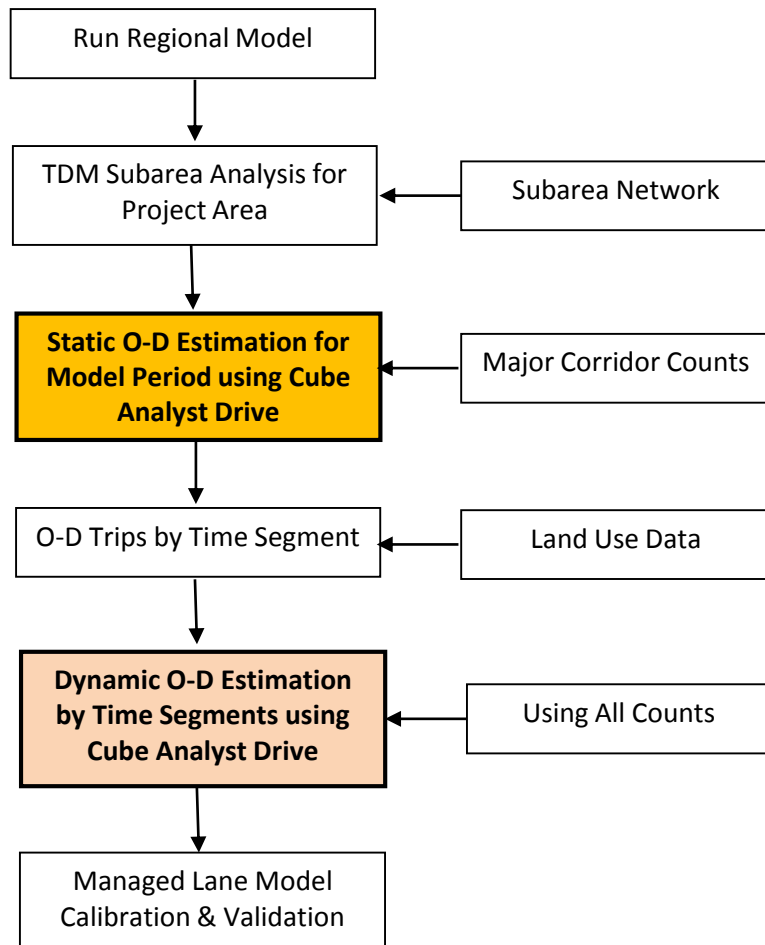 Run Regional Model
TDM Subarea Analysis for
Project Area
Subarea Network
Static O-D Estimation for
Model Period using Cube
Analyst Drive
Major Corridor Counts
O-D Trips by Time Segment
Land Use Data
Dynamic O-D Estimation
by Time Segments using
Cube Analyst Drive
Using All Counts
Managed Lane Model
Calibration & Validation